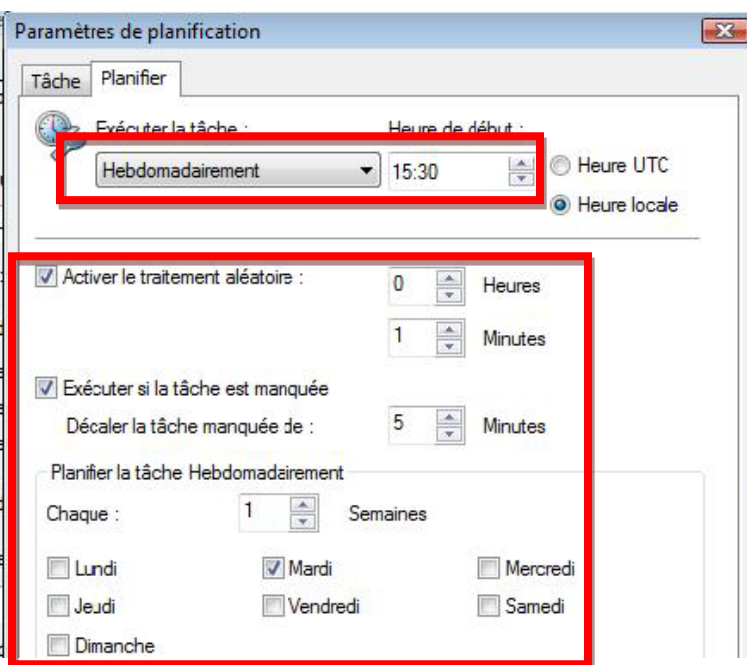 Paramètres de planification
Tâche Planifier
Exécuter la tâche : Heure de début :
Hebdomadairement 15:30 Heure UTC
Heure locale
Activer le traitement aléatoire : 0 Heures
1 Minutes
Exécuter si la tâche est manquée
Décaler la tâche manquée de : 5 Minutes
Planifier la tâche Hebdomadairement
Chaque : 1 Semaines
Lundi Mardi Mercredi
Jeudi Vendredi Samedi
Dimanche